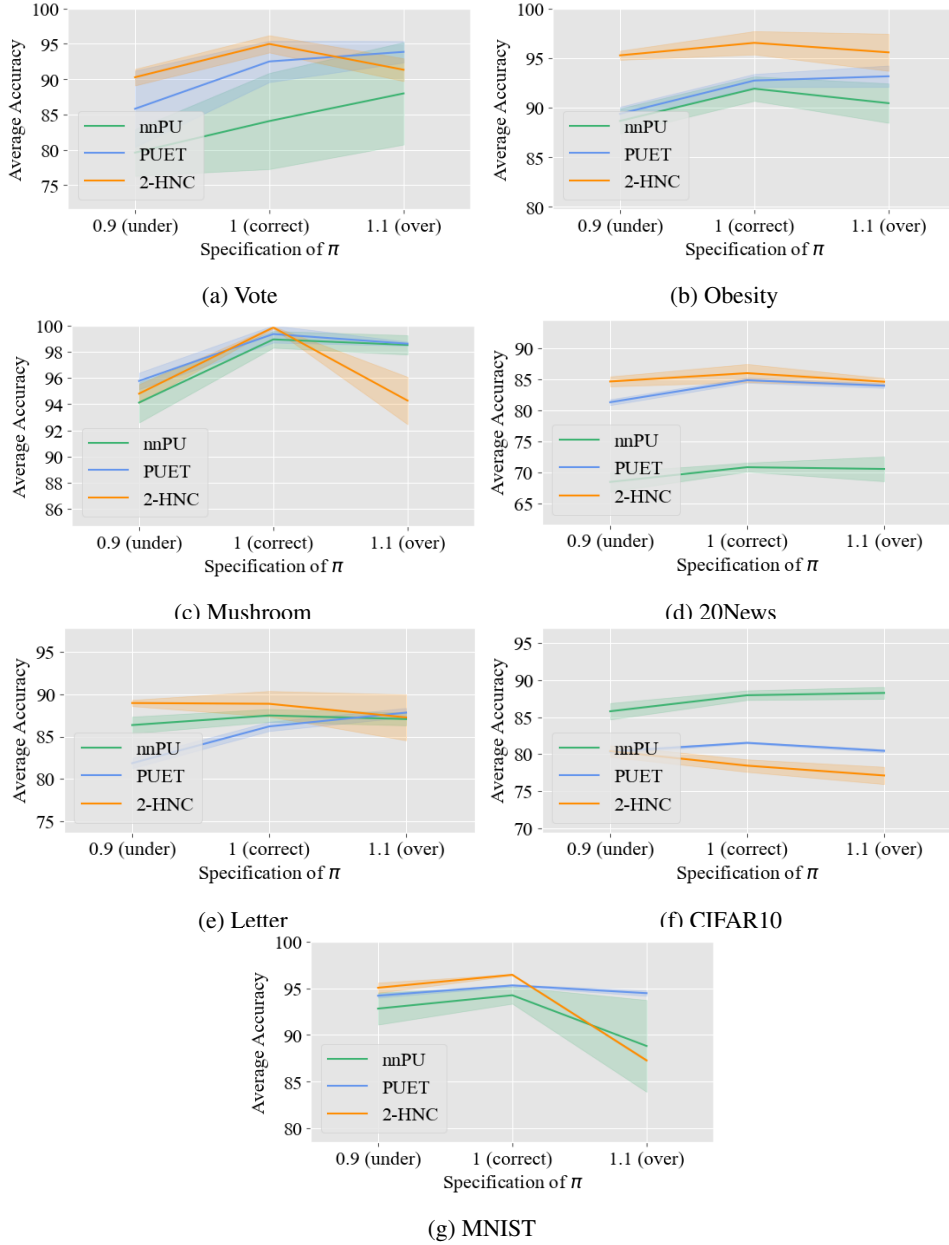 100
95
90
85
80
75
Average Accuracy
nnPU
PUET
2-HNC
0.9 (under)
1 (correct)
1.1 (over)
Specification of π
(a) Vote
100
95
90
85
80
Average Accuracy
nnPU
PUET
2-HNC
0.9 (under)
1 (correct)
1.1 (over)
Specification of π
(b) Obesity
100
98
96
94
92
90
88
86
Average Accuracy
nnPU
PUET
2-HNC
0.9 (under)
1 (correct)
1.1 (over)
Specification of π
(c) Mushroom
90
85
80
75
70
65
Average Accuracy
nnPU
PUET
2-HNC
0.9 (under)
1 (correct)
1.1 (over)
Specification of π
(d) 20News
95
90
85
80
75
Average Accuracy
nnPU
PUET
2-HNC
0.9 (under)
1 (correct)
1.1 (over)
Specification of π
(e) Letter
95
90
85
80
75
70
Average Accuracy
nnPU
PUET
2-HNC
0.9 (under)
1 (correct)
1.1 (over)
Specification of π
(f) CIFAR10
100
95
90
85
80
Average Accuracy
nnPU
PUET
2-HNC
0.9 (under)
1 (correct)
1.1 (over)
Specification of π
(g) MNIST